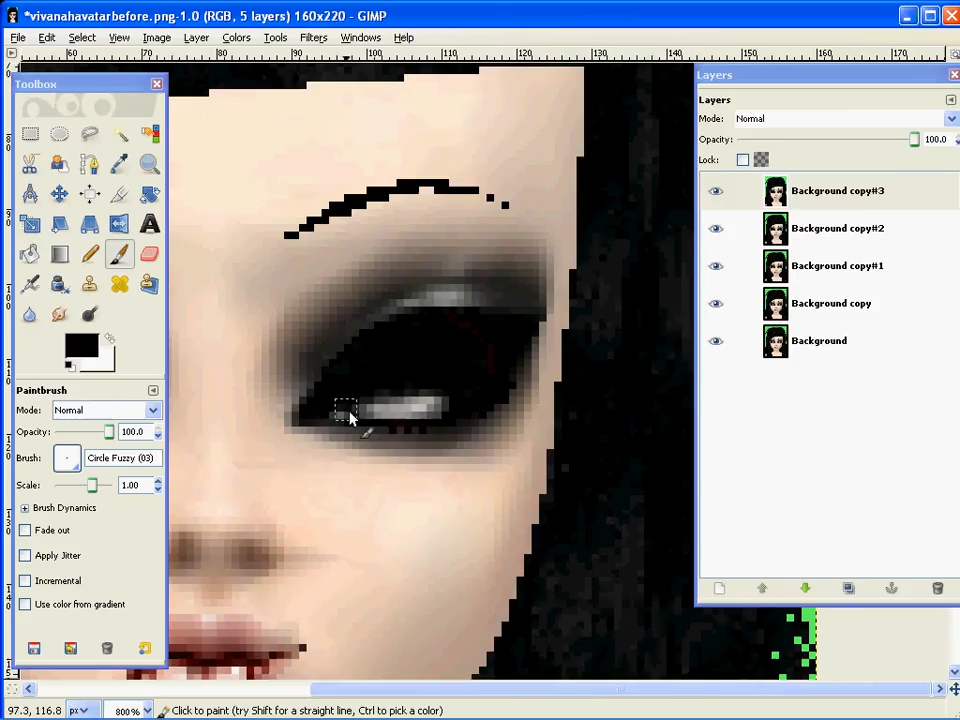 *vivanahavatarbefore.png-1.0 (RGB, 5 layers) 160x220 - GIMP
File Edit Select View Image Layer Colors Tools Filters Windows Help
60 70 80 90 100 110 120 130 140 150 160 170
Toolbox
Paintbrush
Mode: Normal
Opacity: 100.0
Brush: Circle Fuzzy (03)
Scale: 1.00
Brush Dynamics
Fade out
Apply Jitter
Incremental
Use color from gradient
Layers
Layers
Mode: Normal
Opacity: 100.0
Lock:
Background copy#3
Background copy#2
Background copy#1
Background copy
Background
97.3, 116.8 px 800% Click to paint (try Shift for a straight line, Ctrl to pick a color)